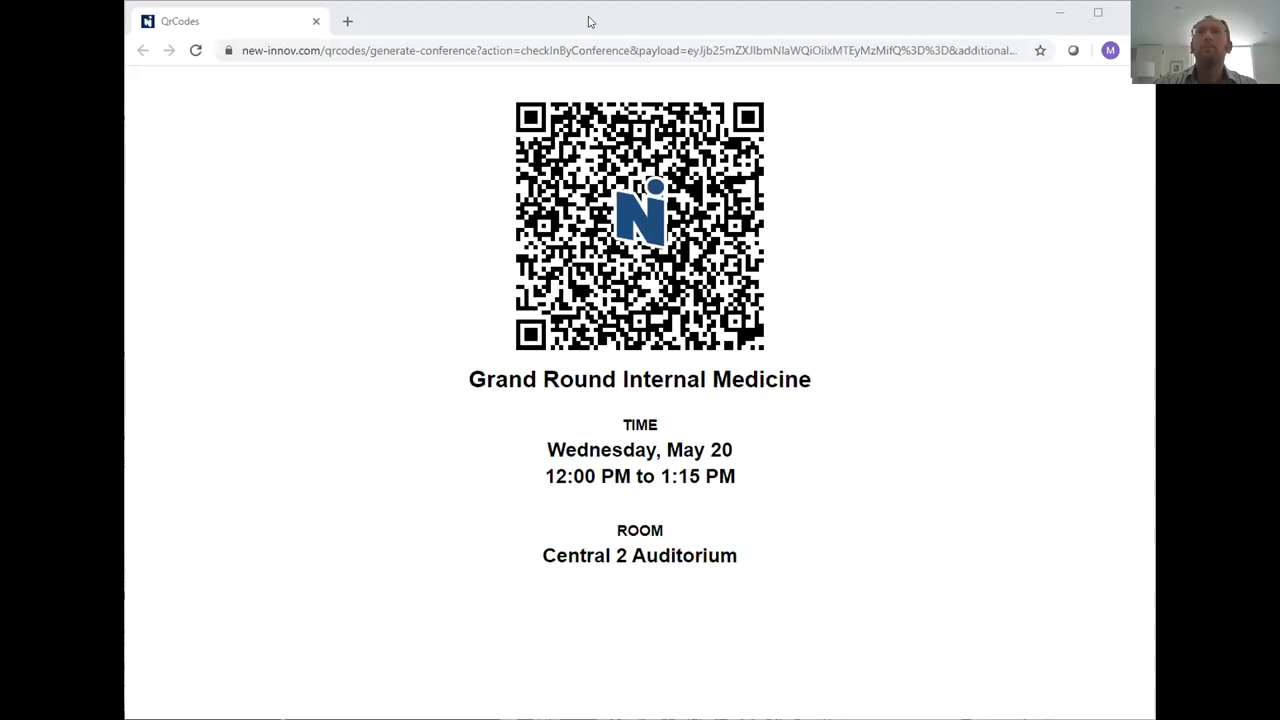 QrCodes
new-innov.com/qrcodes/generate-conference?action=checkInByConference&payload=eyJjb25mZXJlbmNlaWQiOiIxMTEyMzMifQ%3D%3D&additional...
M
Ni
Grand Round Internal Medicine
TIME
Wednesday, May 20
12:00 PM to 1:15 PM
ROOM
Central 2 Auditorium